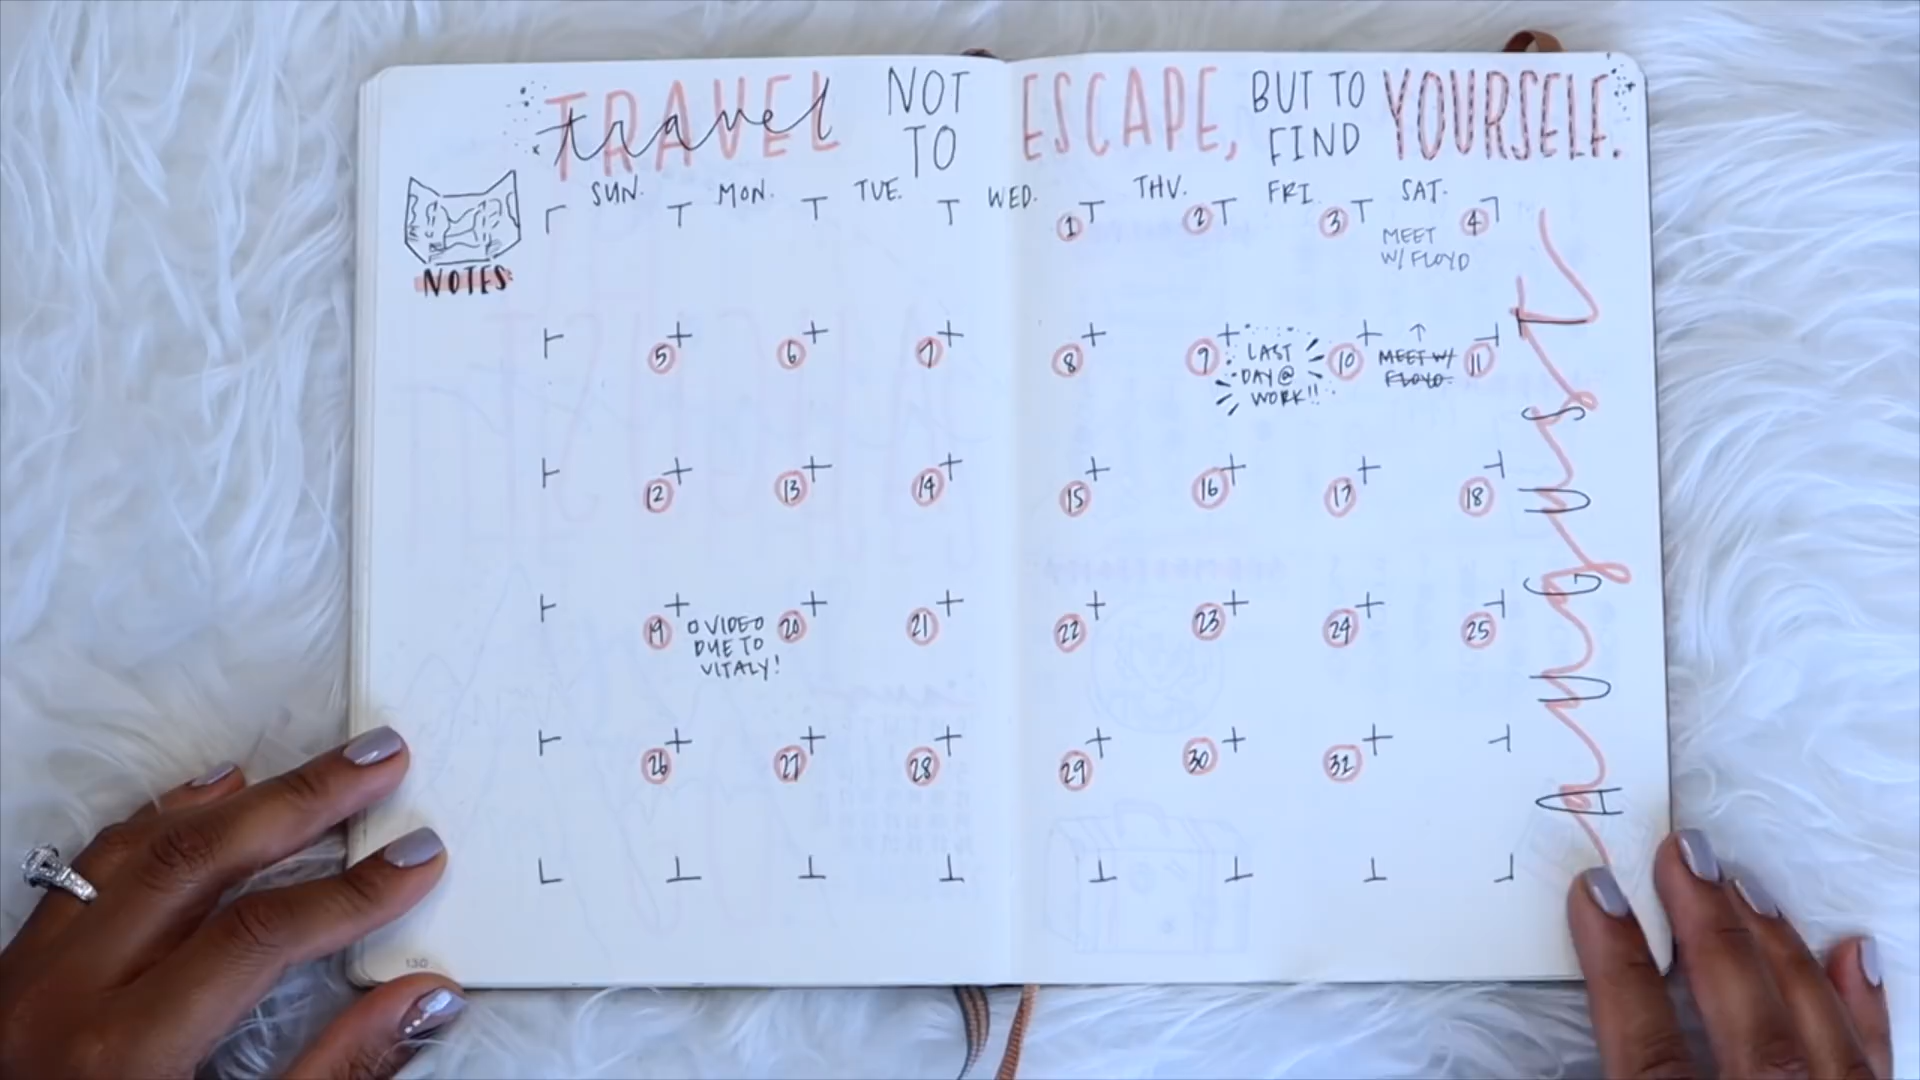 TRAVEL travel NOT TO ESCAPE, BUT TO FIND YOURSELF.
SUN. MON. TUE. WED. THU. FRI. SAT.
NOTES
1 2 3 4
MEET
W/ FLOYD
5 6 7 8 9 10 11
LAST
DAY @
WORK!!
MEET W/
FLOYD.
12 13 14 15 16 17 18
19 20 21 22 23 24 25
O VIDEO
DUE TO
VITALY!
26 27 28 29 30 31
AUGUST
August
130